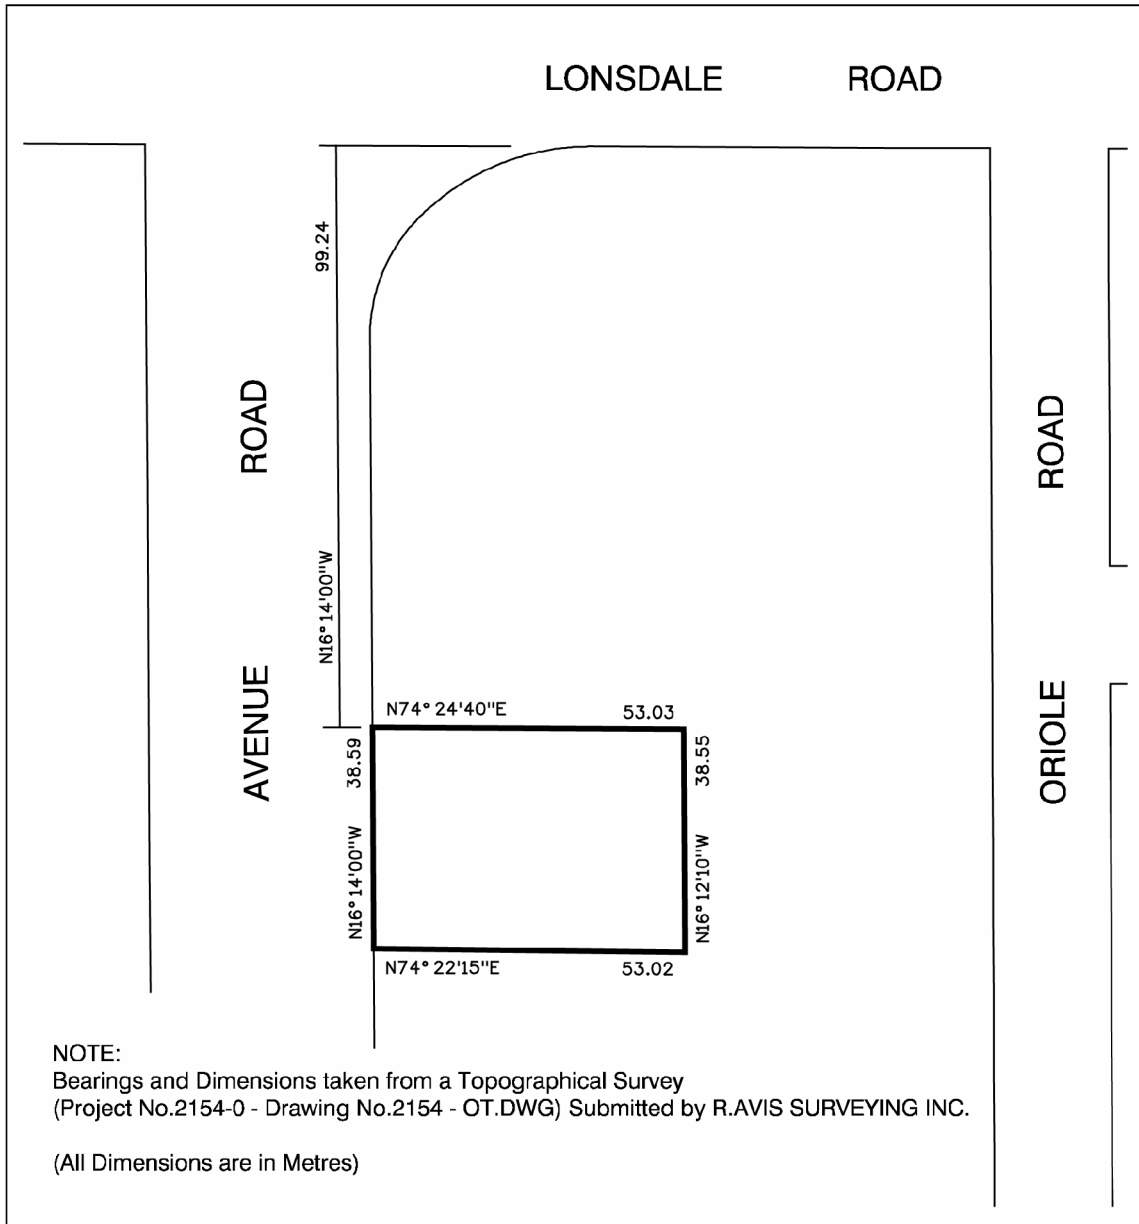 LONSDALE ROAD
99.24
N16°14'00"W
AVENUE ROAD
ORIOLE ROAD
N74°24'40"E 53.03
38.59
N16°14'00"W
38.55
N16°12'10"W
N74°22'15"E 53.02
NOTE:
Bearings and Dimensions taken from a Topographical Survey
(Project No.2154-0 - Drawing No.2154 - OT.DWG) Submitted by R.AVIS SURVEYING INC.
(All Dimensions are in Metres)